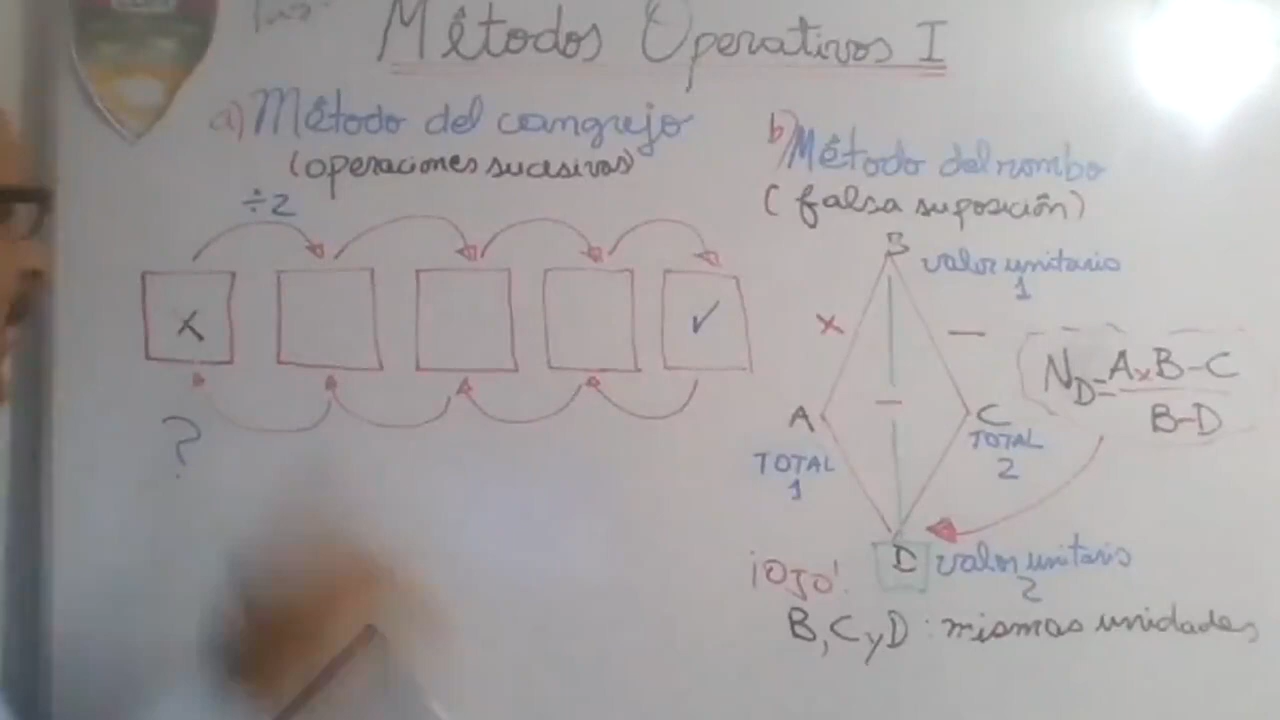 Métodos Operativos I
a) Método del cangrejo
(operaciones sucesivas)
÷2
X
✓
?
b) Método del rombo
(falsa suposición)
B valor unitario
1
×
—
A
TOTAL
1
—
C
TOTAL
2
N_D = A×B-C
B-D
D valor unitario
2
¡OJO!
B, C y D : mismas unidades